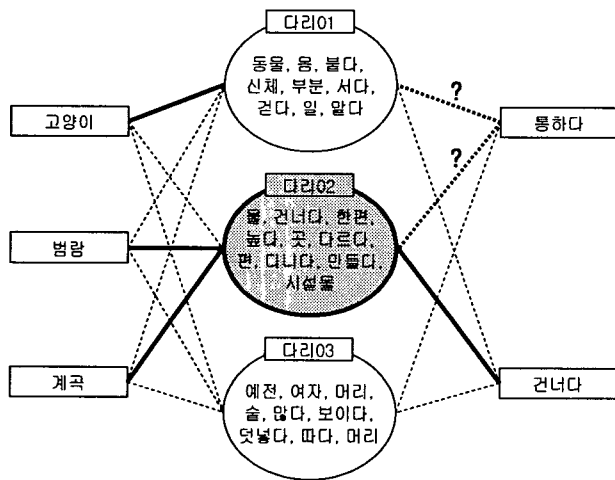 다리01
동물, 몸, 붙다,
신체, 부분, 서다,
걷다, 일, 맡다
고양이
?
통하다
?
다리02
물, 건너다, 한편,
높다, 곳, 다르다,
편, 다니다, 만들다,
시설물
범람
다리03
계곡
건너다
예전, 여자, 머리,
숱, 많다, 보이다,
덧넣다, 따다, 머리